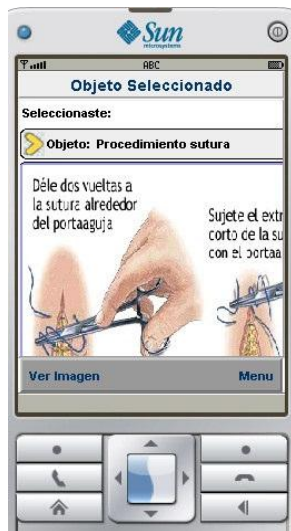 Sun
microsystems
ABC
Objeto Seleccionado
Seleccionaste:
Objeto: Procedimiento sutura
Déle dos vueltas a
la sutura alrededor
del portaaguja
Sujete el extr
corto de la su
con el portaa
Ver Imagen
Menu